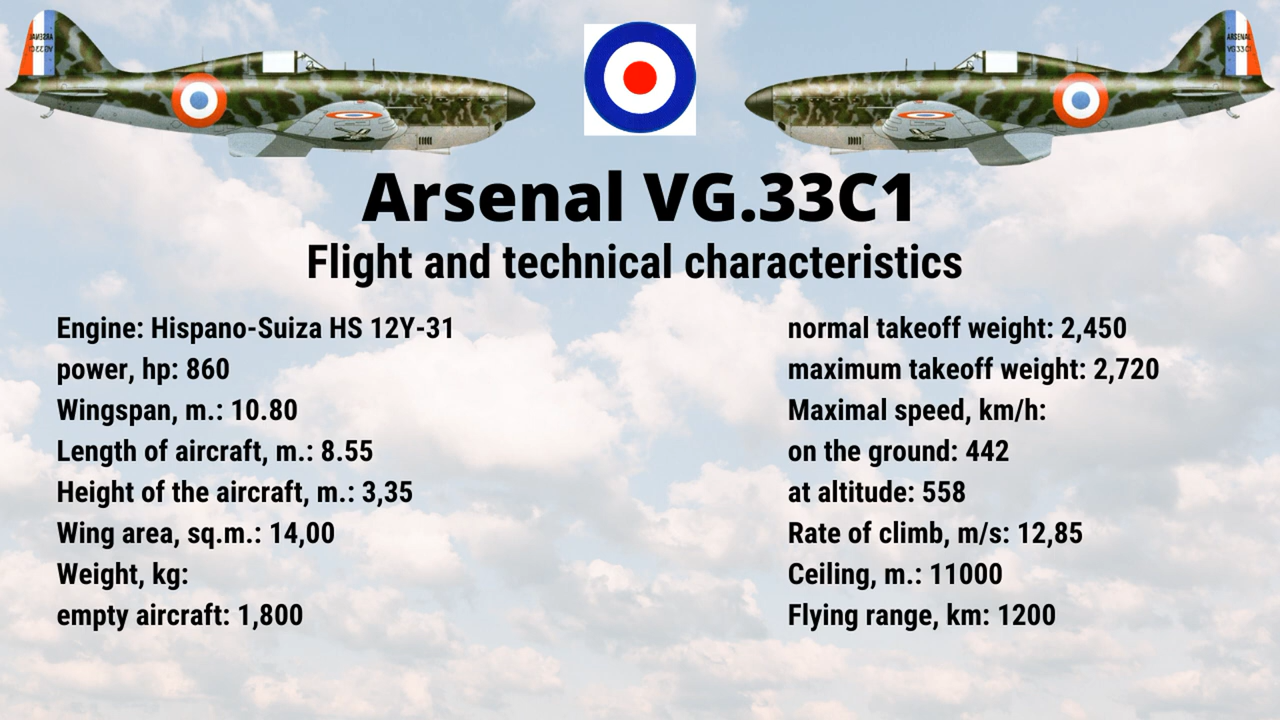 ARSENAL
VG33C1
Arsenal VG.33C1
Flight and technical characteristics
Engine: Hispano-Suiza HS 12Y-31
power, hp: 860
Wingspan, m.: 10.80
Length of aircraft, m.: 8.55
Height of the aircraft, m.: 3,35
Wing area, sq.m.: 14,00
Weight, kg:
empty aircraft: 1,800
normal takeoff weight: 2,450
maximum takeoff weight: 2,720
Maximal speed, km/h:
on the ground: 442
at altitude: 558
Rate of climb, m/s: 12,85
Ceiling, m.: 11000
Flying range, km: 1200